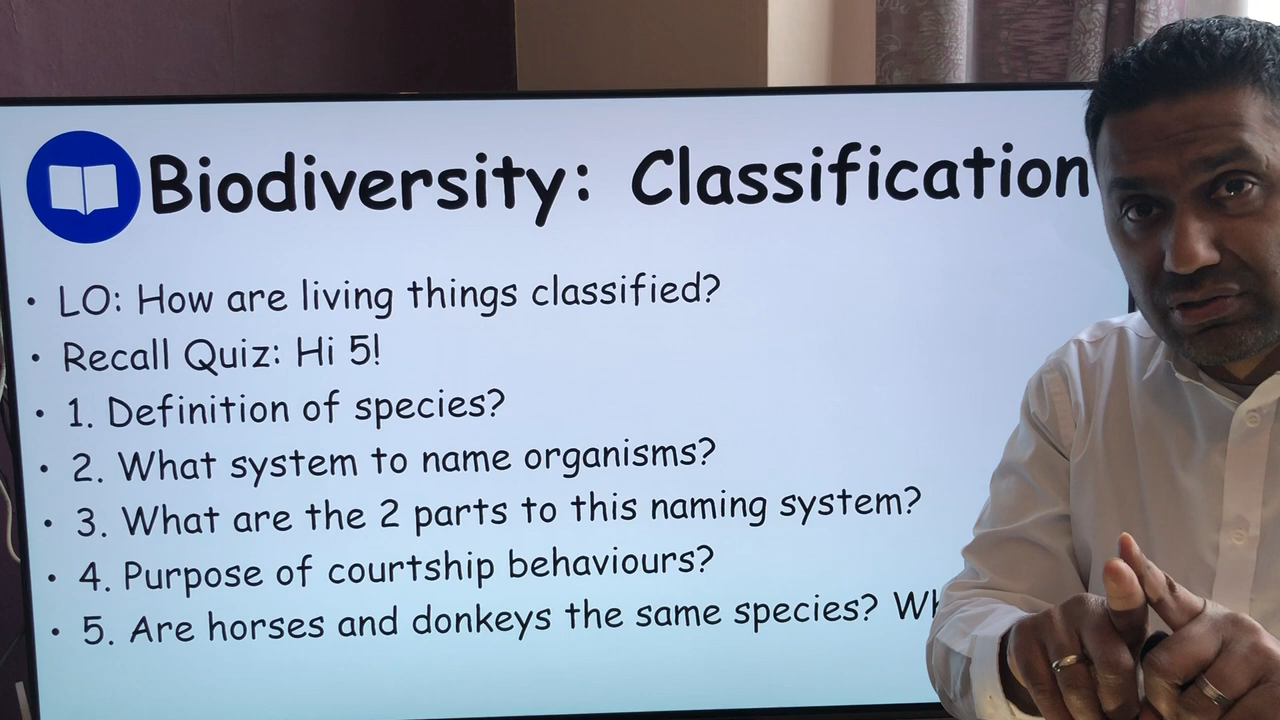 Biodiversity: Classification
• LO: How are living things classified?
• Recall Quiz: Hi 5!
• 1. Definition of species?
• 2. What system to name organisms?
• 3. What are the 2 parts to this naming system?
• 4. Purpose of courtship behaviours?
• 5. Are horses and donkeys the same species?